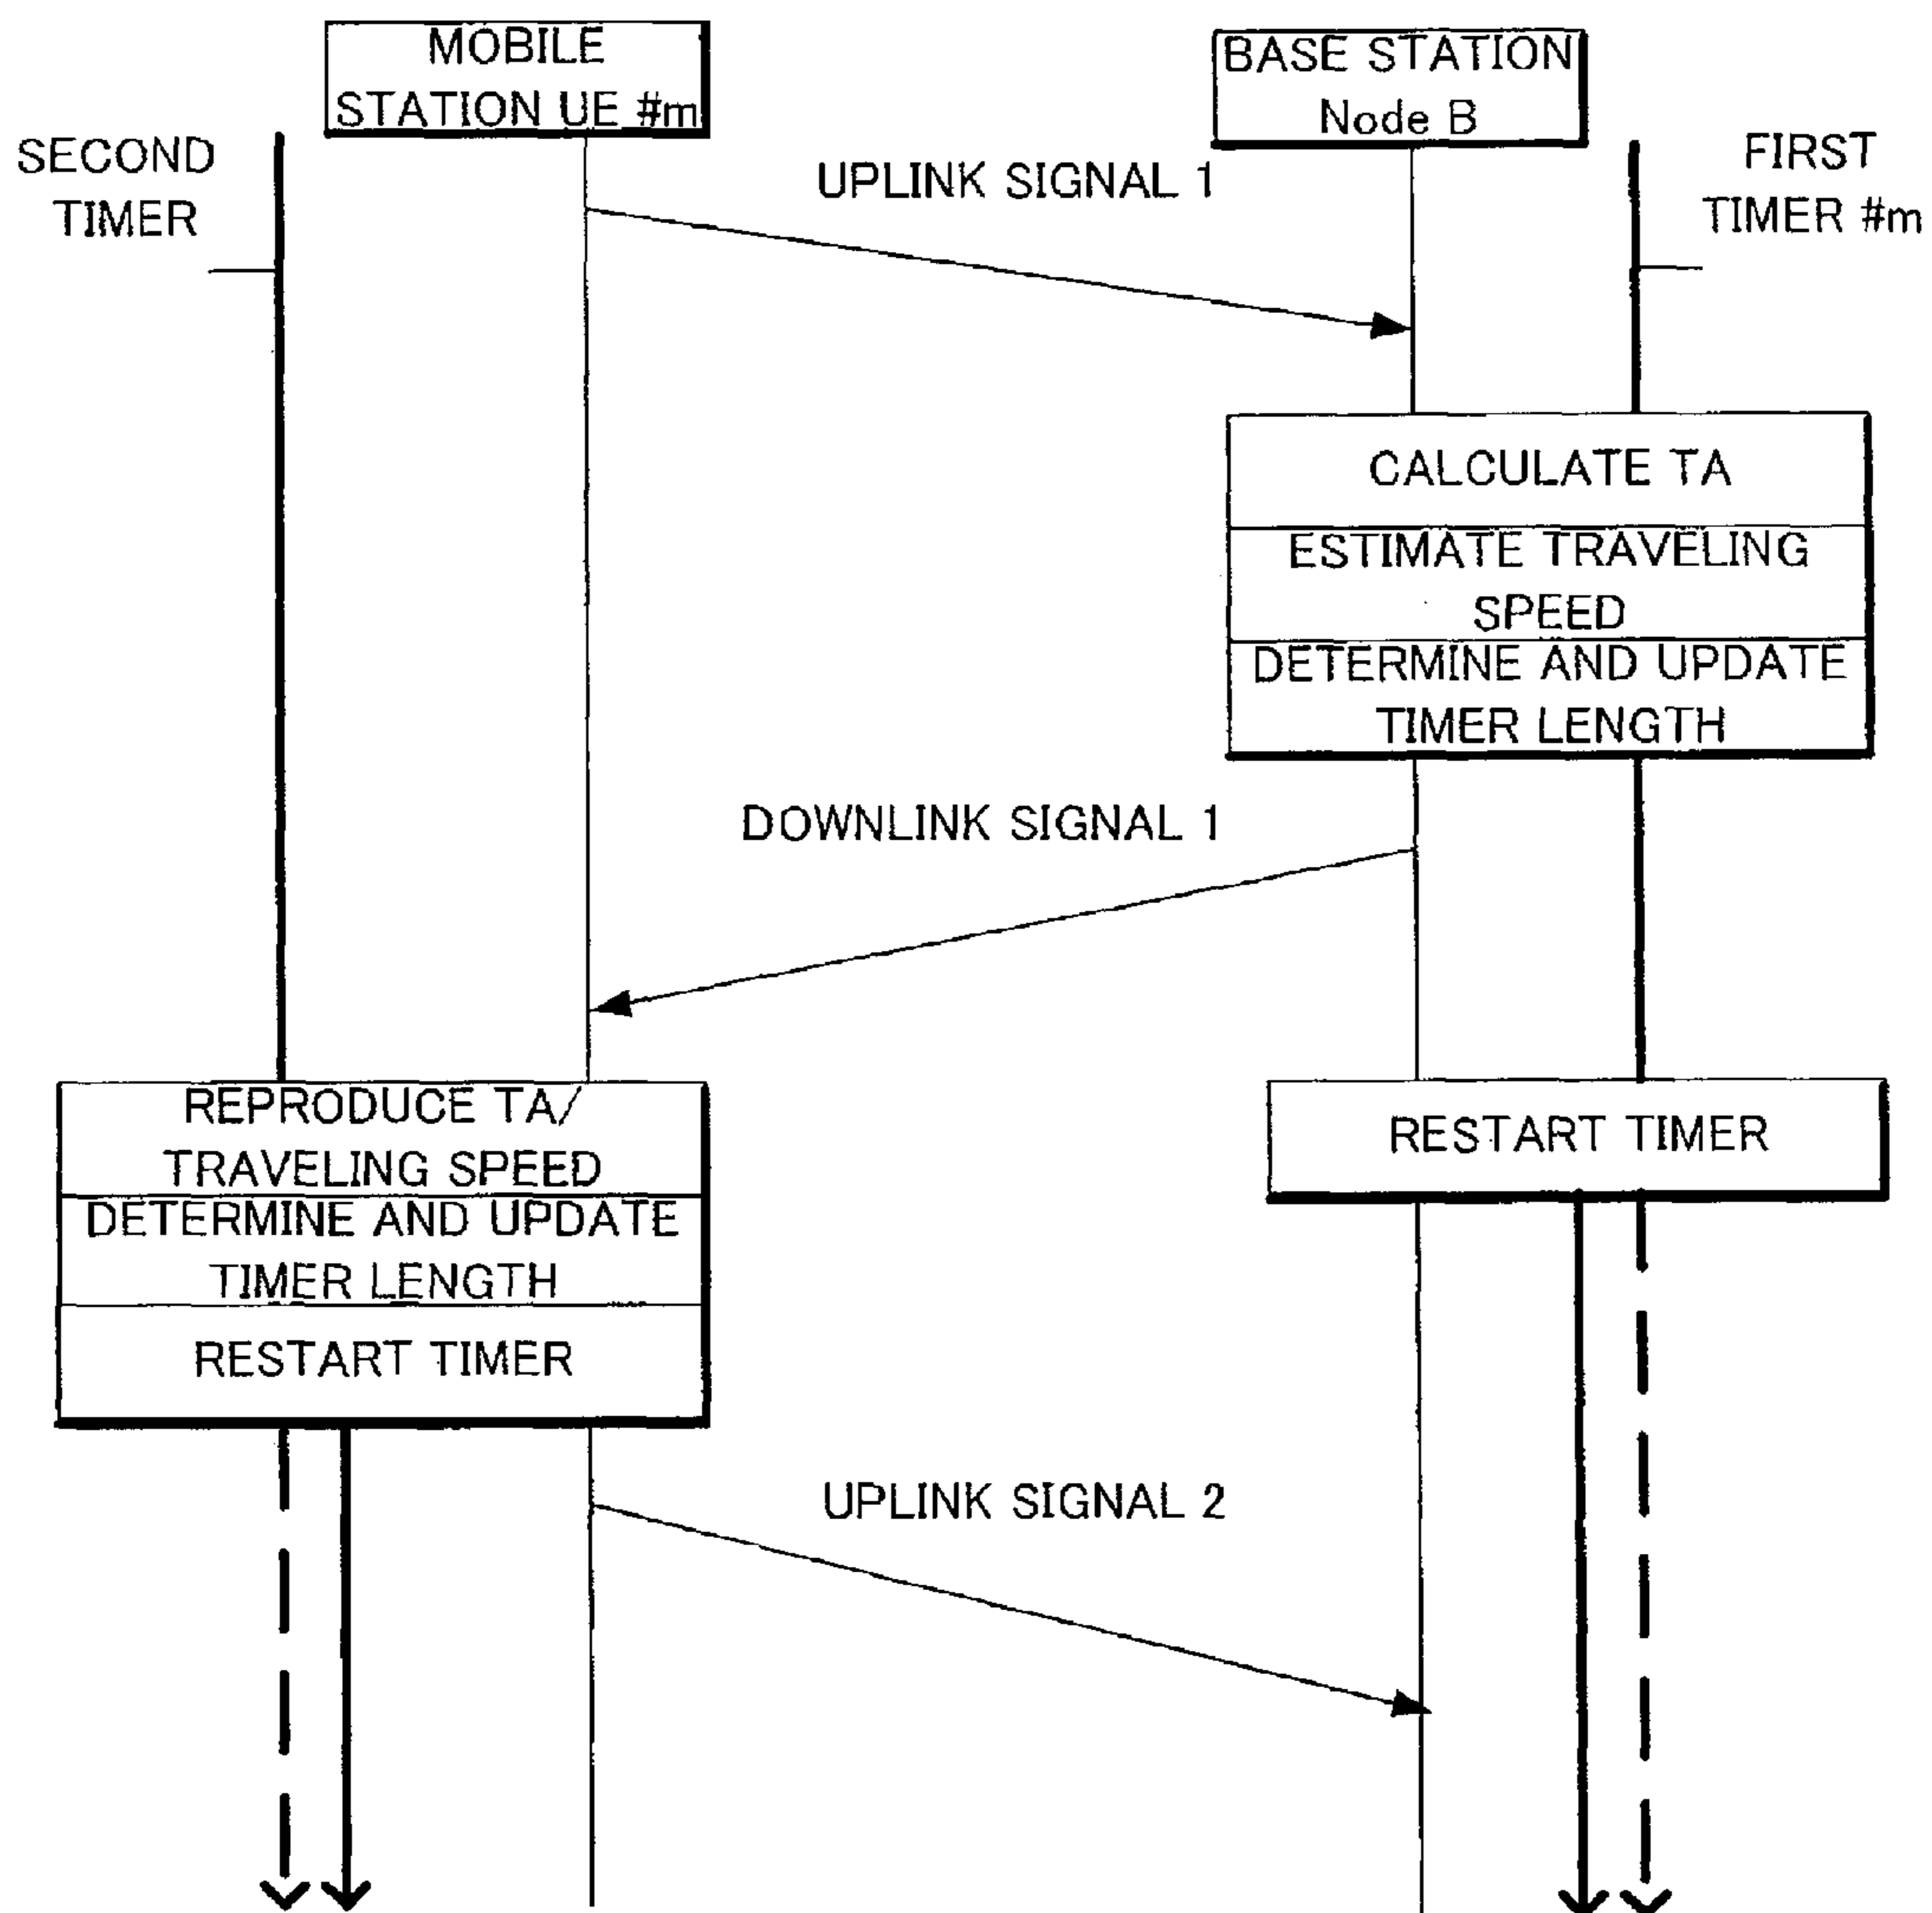 MOBILE
STATION UE #m
BASE STATION
Node B
SECOND
TIMER
FIRST
TIMER #m
UPLINK SIGNAL 1
CALCULATE TA
ESTIMATE TRAVELING
SPEED
DETERMINE AND UPDATE
TIMER LENGTH
DOWNLINK SIGNAL 1
REPRODUCE TA/
TRAVELING SPEED
DETERMINE AND UPDATE
TIMER LENGTH
RESTART TIMER
RESTART TIMER
UPLINK SIGNAL 2